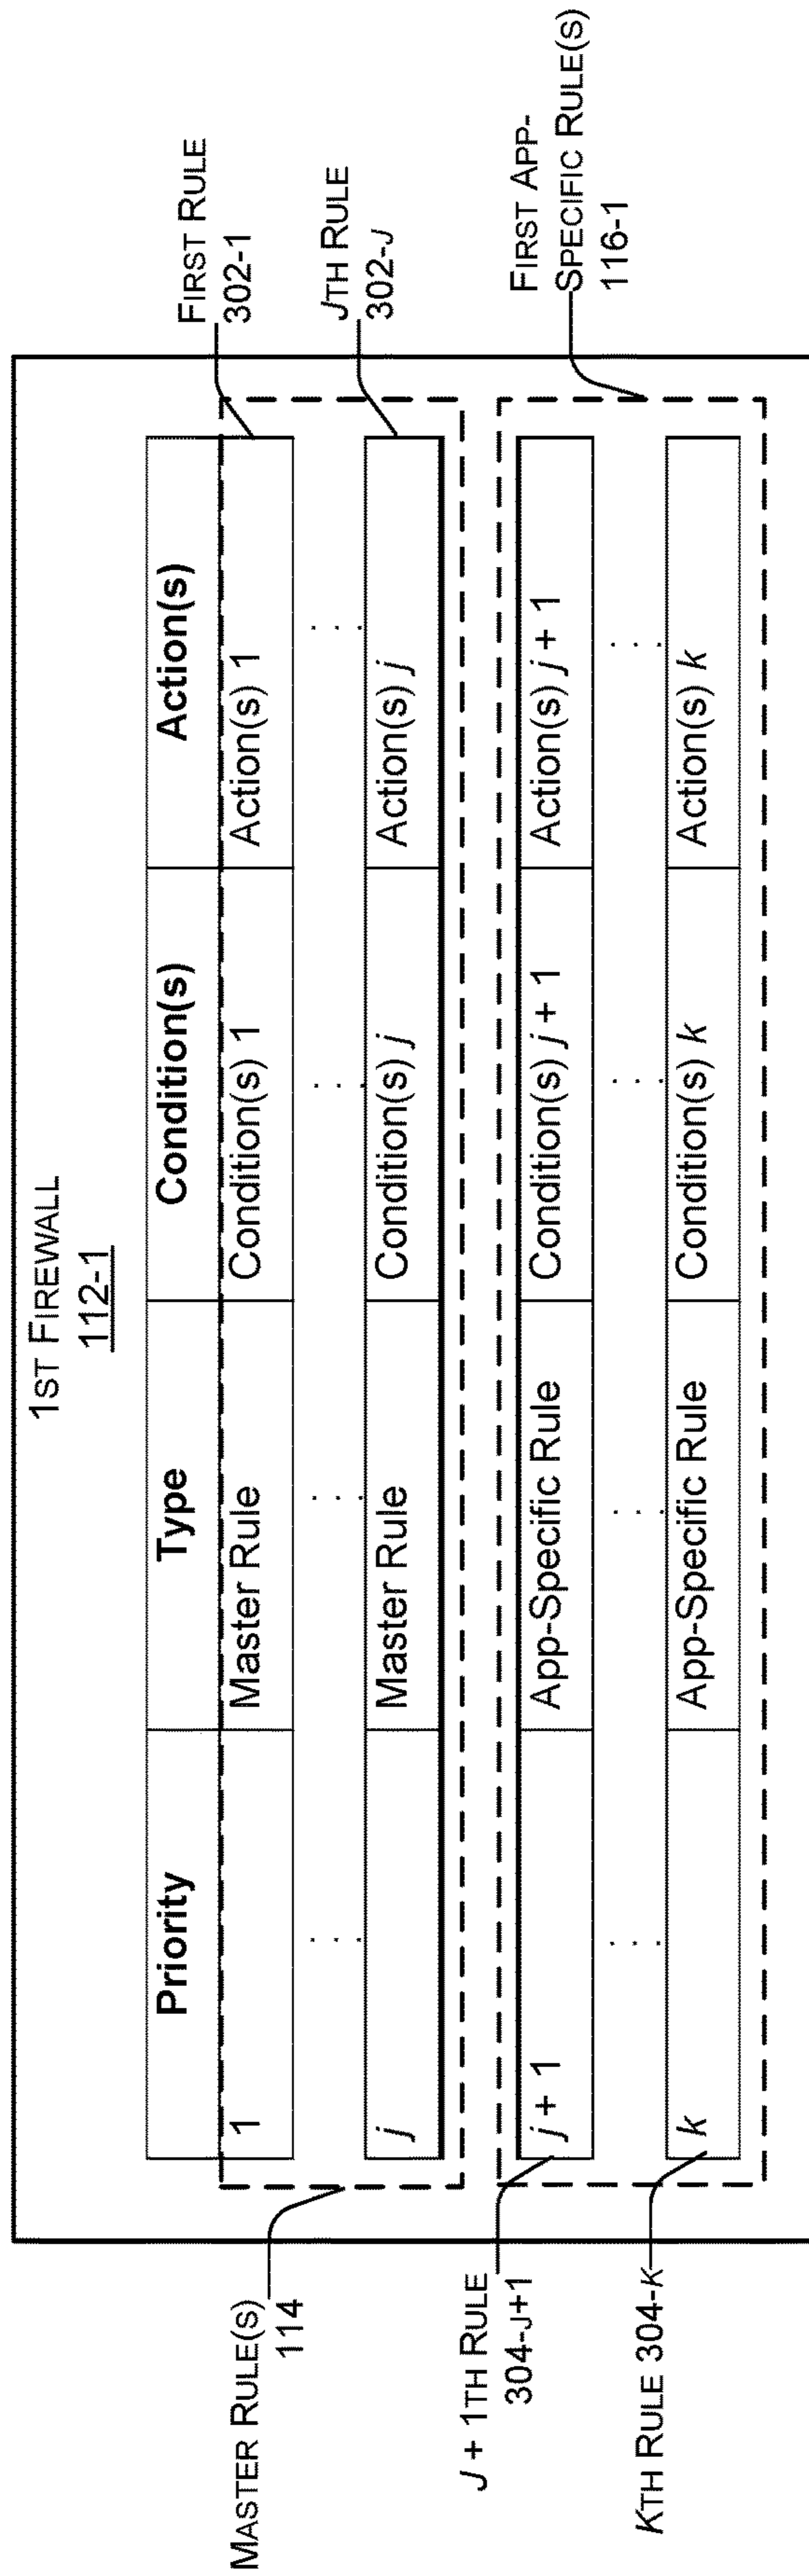 1ST FIREWALL
112-1
Priority Type Condition(s) Action(s)
1 Master Rule Condition(s) 1 Action(s) 1
. . . . . . . . . . . .
j Master Rule Condition(s) j Action(s) j
j + 1 App-Specific Rule Condition(s) j + 1 Action(s) j + 1
. . . . . . . . . . . .
k App-Specific Rule Condition(s) k Action(s) k
MASTER RULE(S)
114
J + 1TH RULE
304-J+1
KTH RULE 304-K
FIRST RULE
302-1
JTH RULE
302-J
FIRST APP-
SPECIFIC RULE(S)
116-1